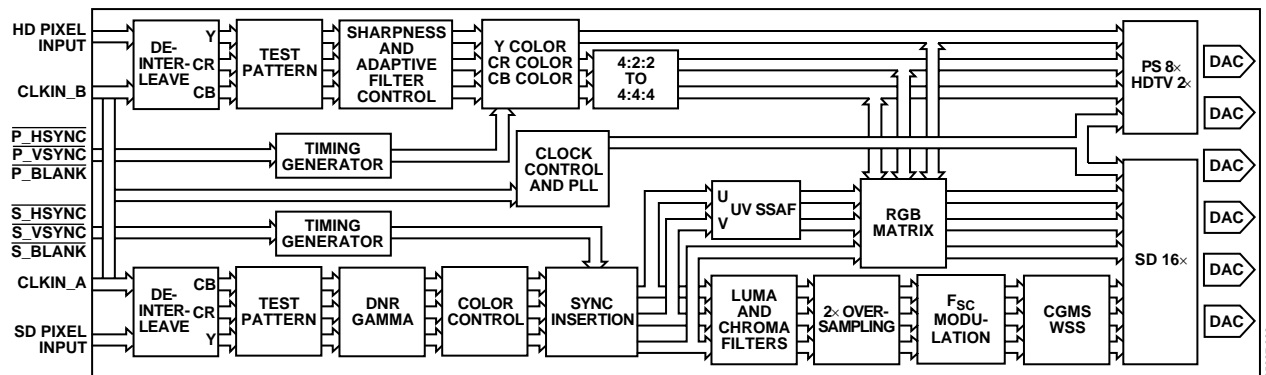 HD PIXEL
INPUT
CLKIN_B
P_HSYNC
P_VSYNC
P_BLANK
S_HSYNC
S_VSYNC
S_BLANK
CLKIN_A
SD PIXEL
INPUT
DE-
INTER-
LEAVE
Y
CR
CB
TEST
PATTERN
SHARPNESS
AND
ADAPTIVE
FILTER
CONTROL
Y COLOR
CR COLOR
CB COLOR
4:2:2
TO
4:4:4
PS 8×
HDTV 2×
TIMING
GENERATOR
CLOCK
CONTROL
AND PLL
TIMING
GENERATOR
U
V
UV SSAF
RGB
MATRIX
SD 16×
DE-
INTER-
LEAVE
CB
CR
Y
TEST
PATTERN
DNR
GAMMA
COLOR
CONTROL
SYNC
INSERTION
LUMA
AND
CHROMA
FILTERS
2× OVER-
SAMPLING
FSC
MODU-
LATION
CGMS
WSS
DAC
DAC
DAC
DAC
DAC
DAC